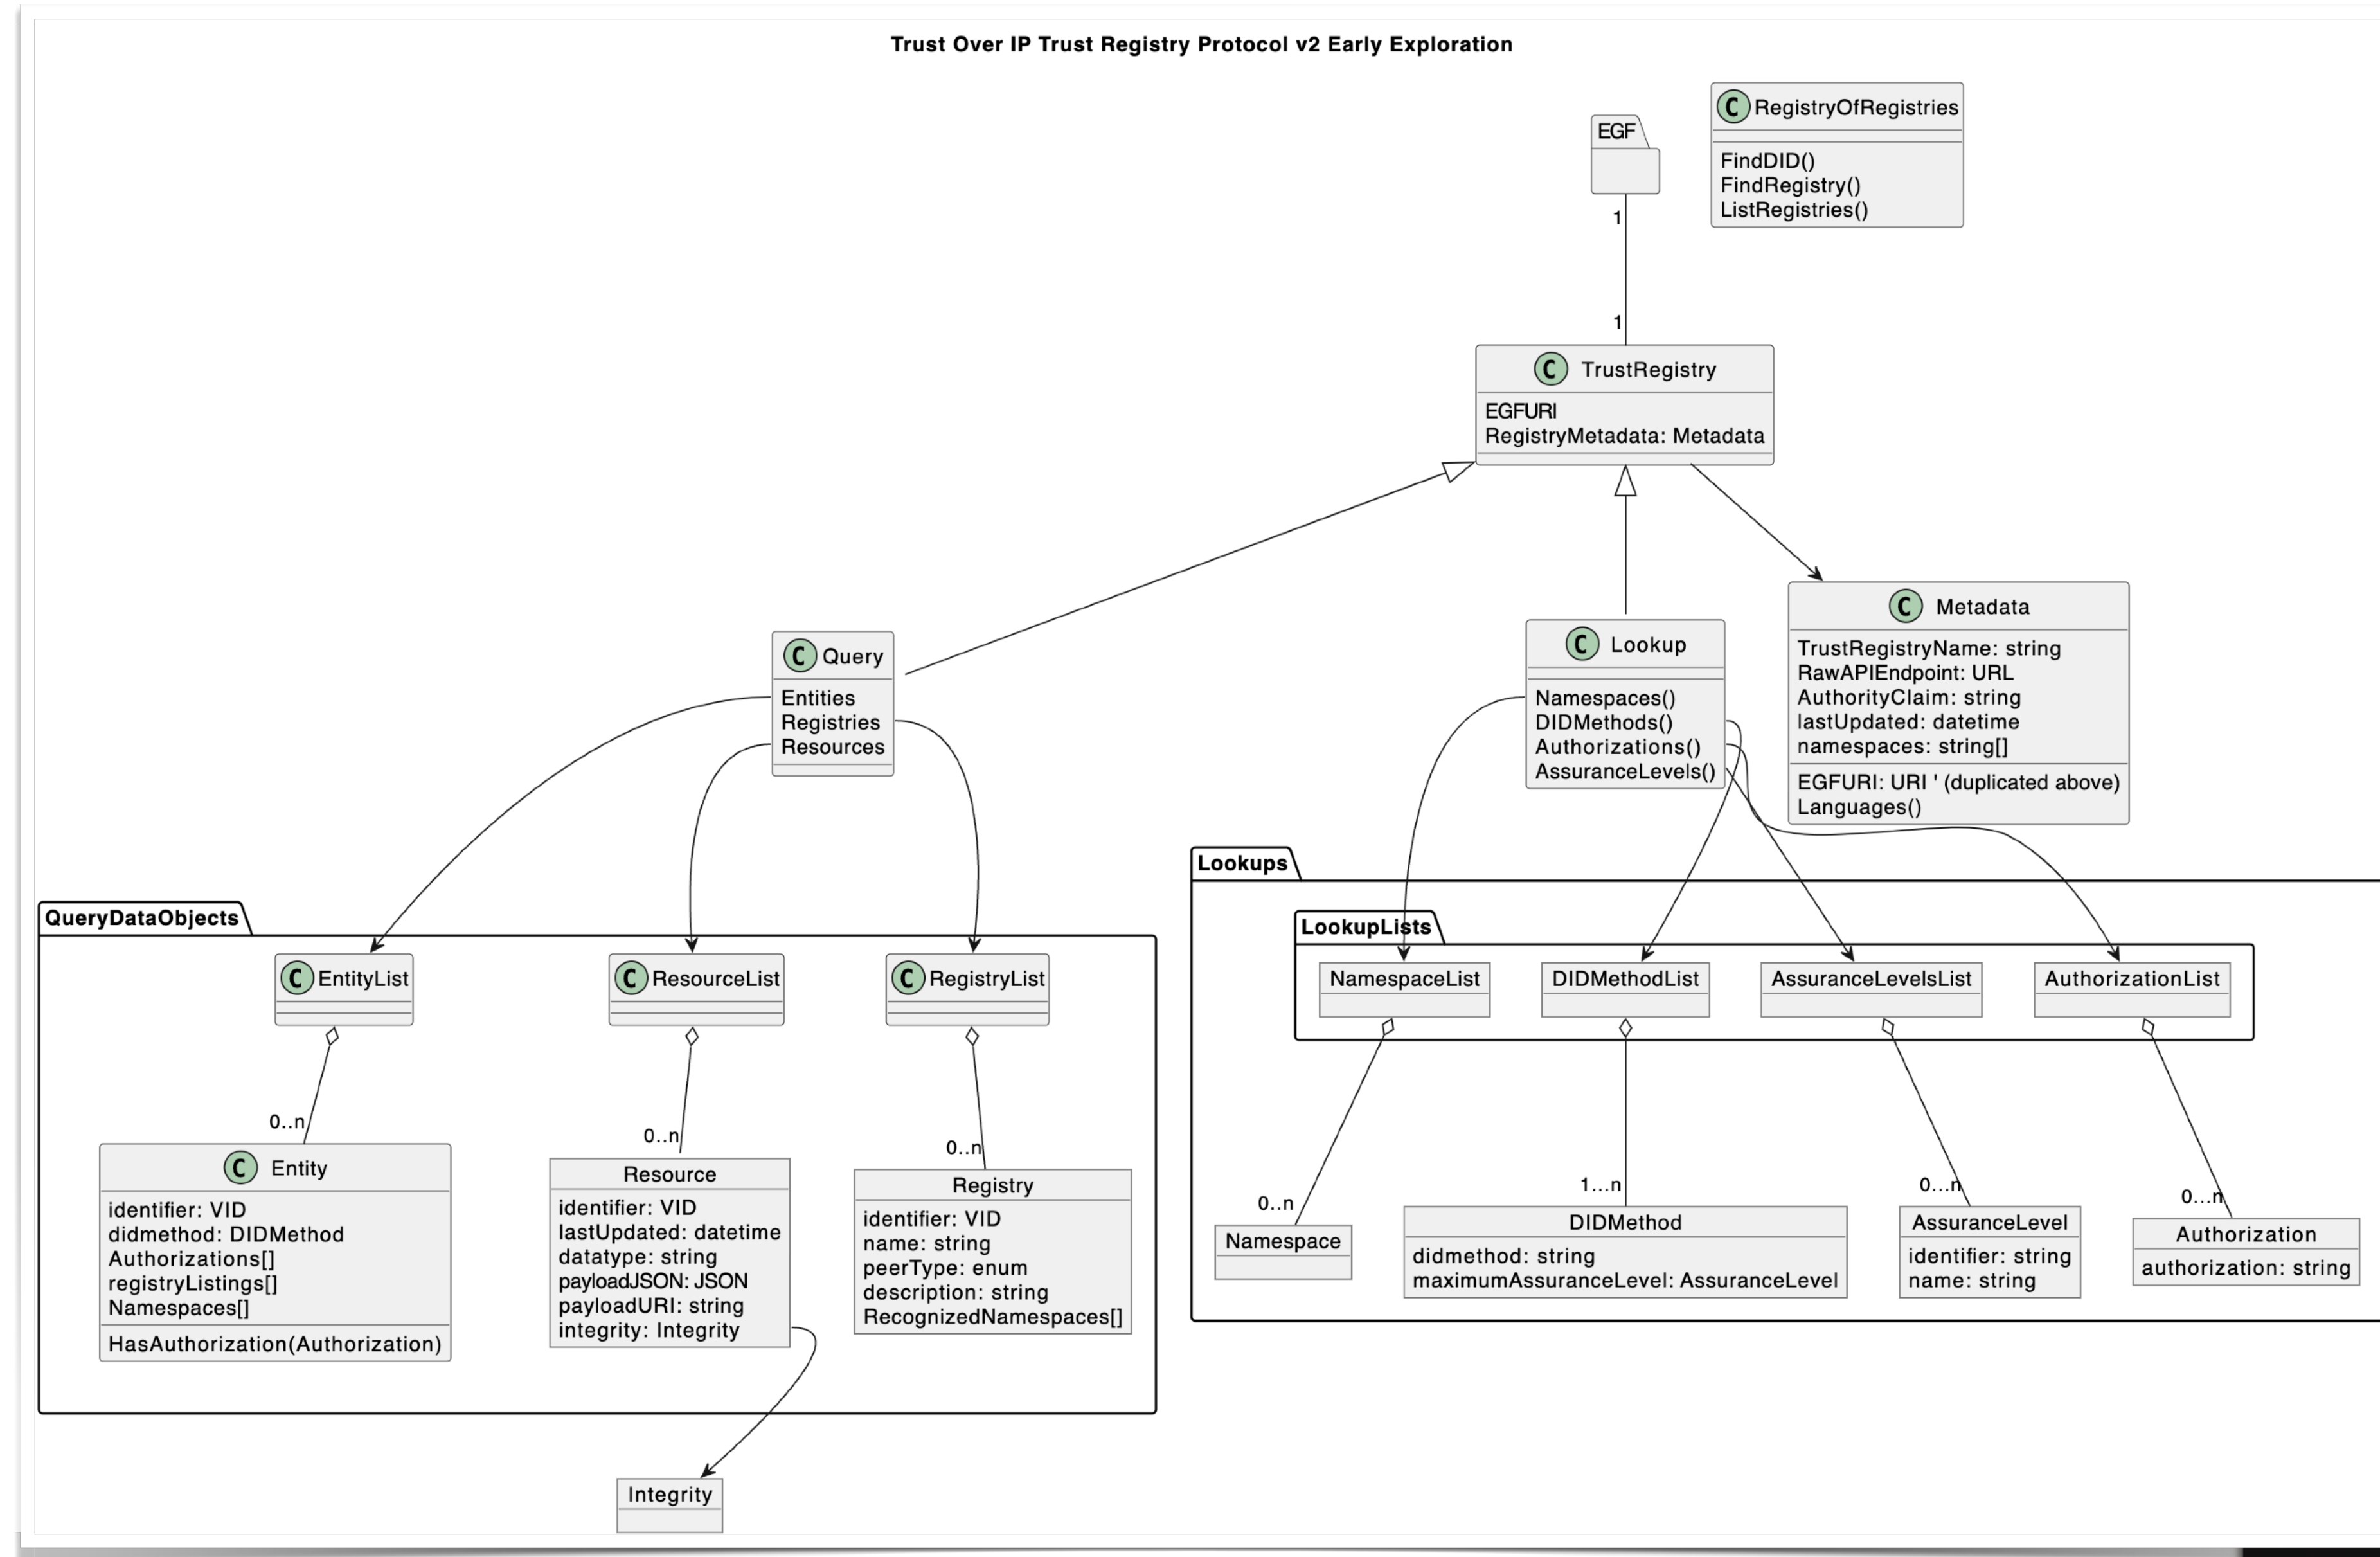 Trust Over IP Trust Registry Protocol v2 Early Exploration
EGF
C RegistryOfRegistries
FindDID()
FindRegistry()
ListRegistries()
1
1
C TrustRegistry
EGFURI
RegistryMetadata: Metadata
C Query
Entities
Registries
Resources
C Lookup
Namespaces()
DIDMethods()
Authorizations()
AssuranceLevels()
C Metadata
TrustRegistryName: string
RawAPIEndpoint: URL
AuthorityClaim: string
lastUpdated: datetime
namespaces: string[]
EGFURI: URI ' (duplicated above)
Languages()
QueryDataObjects
C EntityList
C ResourceList
C RegistryList
0..n
0..n
0..n
C Entity
identifier: VID
didmethod: DIDMethod
Authorizations[]
registryListings[]
Namespaces[]
HasAuthorization(Authorization)
Resource
identifier: VID
lastUpdated: datetime
datatype: string
payloadJSON: JSON
payloadURI: string
integrity: Integrity
Registry
identifier: VID
name: string
peerType: enum
description: string
RecognizedNamespaces[]
Integrity
Lookups
LookupLists
NamespaceList
DIDMethodList
AssuranceLevelsList
AuthorizationList
0..n
1...n
0...n
0...n
Namespace
DIDMethod
didmethod: string
maximumAssuranceLevel: AssuranceLevel
AssuranceLevel
identifier: string
name: string
Authorization
authorization: string